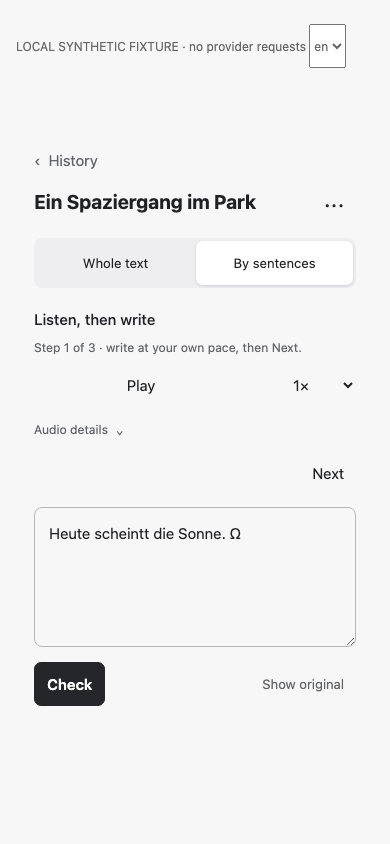 LOCAL SYNTHETIC FIXTURE · no provider requests en
‹ History
Ein Spaziergang im Park ...
Whole text By sentences
Listen, then write
Step 1 of 3 · write at your own pace, then Next.
Play 1×
Audio details
Next
Heute scheintt die Sonne. Ω
Check Show original